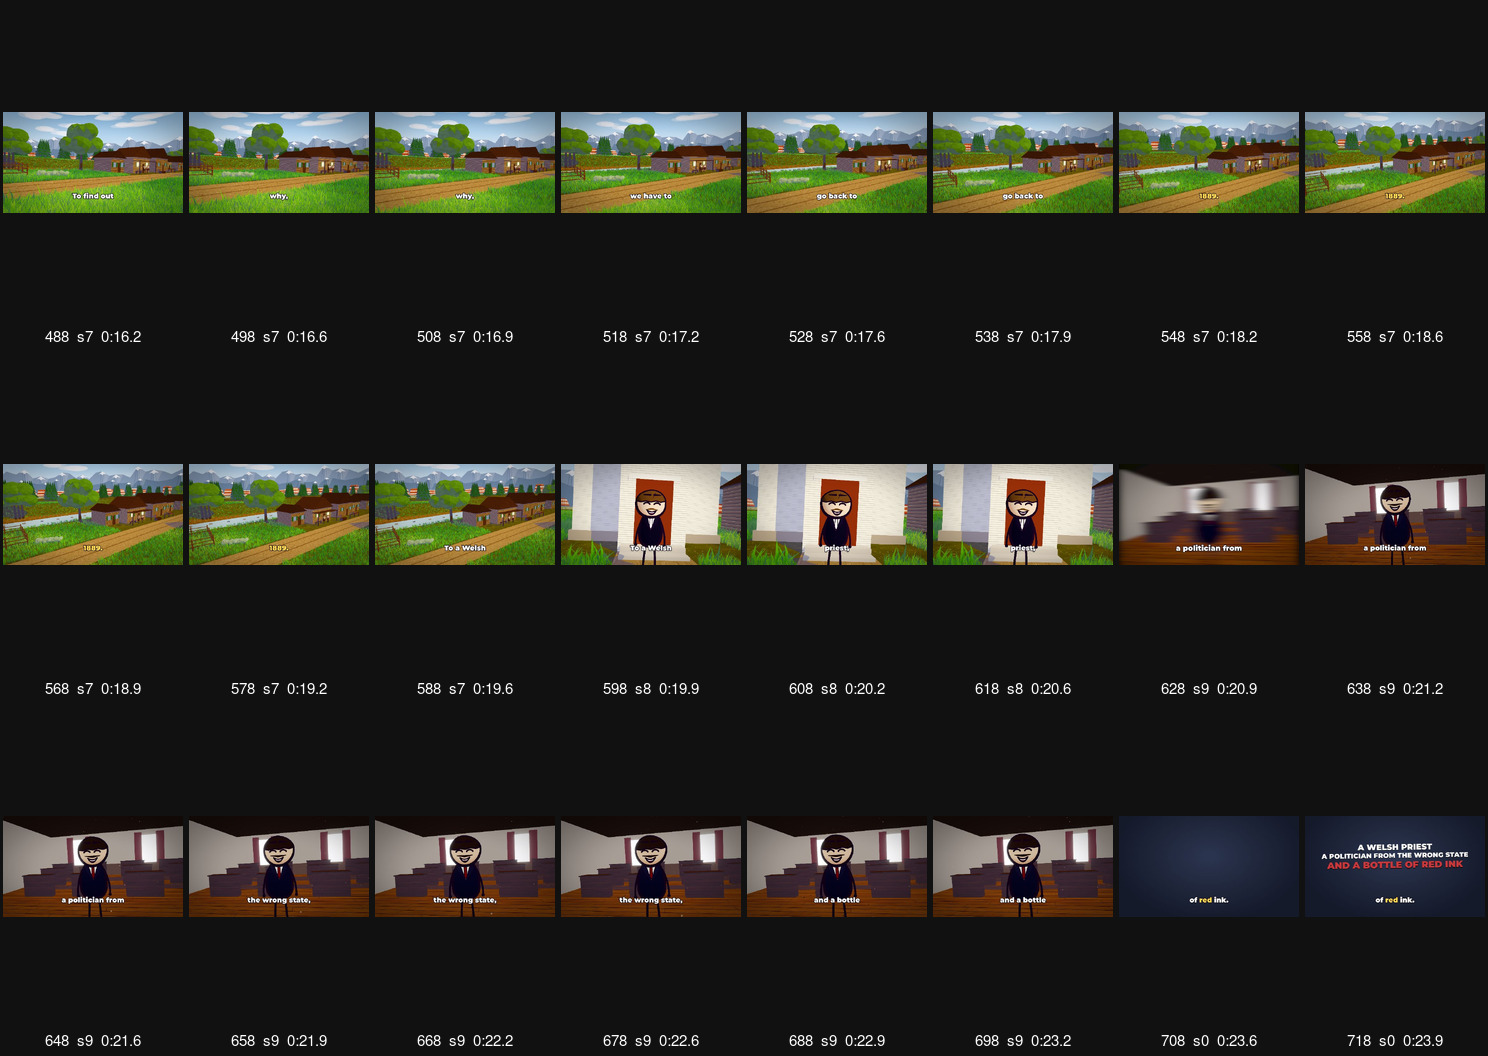 To find out
why,
why,
we have to
go back to
go back to
1889.
1889.
488 s7 0:16.2
498 s7 0:16.6
508 s7 0:16.9
518 s7 0:17.2
528 s7 0:17.6
538 s7 0:17.9
548 s7 0:18.2
558 s7 0:18.6
1889.
1889.
To a Welsh
To a Welsh
priest,
priest,
a politician from
a politician from
568 s7 0:18.9
578 s7 0:19.2
588 s7 0:19.6
598 s8 0:19.9
608 s8 0:20.2
618 s8 0:20.6
628 s9 0:20.9
638 s9 0:21.2
a politician from
the wrong state,
the wrong state,
the wrong state,
and a bottle
and a bottle
of red ink.
A WELSH PRIEST
A POLITICIAN FROM THE WRONG STATE
AND A BOTTLE OF RED INK
of red ink.
648 s9 0:21.6
658 s9 0:21.9
668 s9 0:22.2
678 s9 0:22.6
688 s9 0:22.9
698 s9 0:23.2
708 s0 0:23.6
718 s0 0:23.9